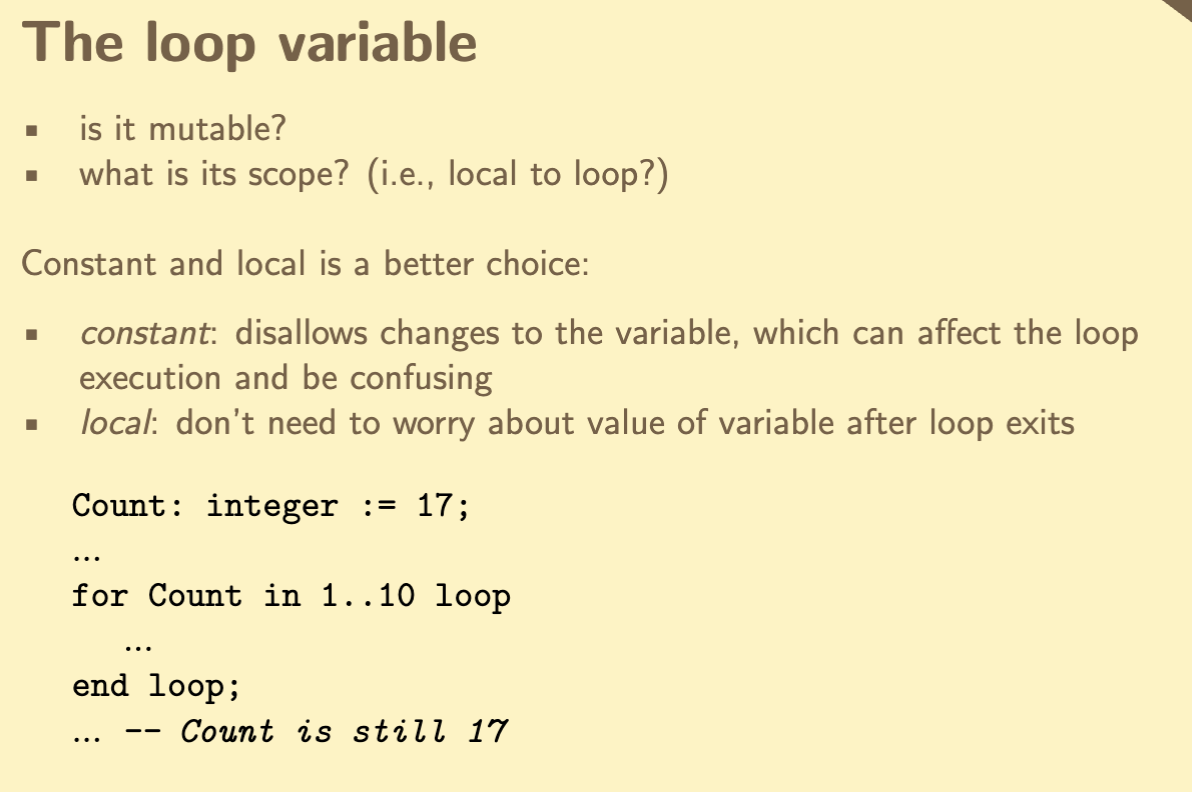 The loop variable
▪ is it mutable?
▪ what is its scope? (i.e., local to loop?)
Constant and local is a better choice:
▪ constant: disallows changes to the variable, which can affect the loop
execution and be confusing
▪ local: don't need to worry about value of variable after loop exits
Count: integer := 17;
...
for Count in 1..10 loop
...
end loop;
... -- Count is still 17